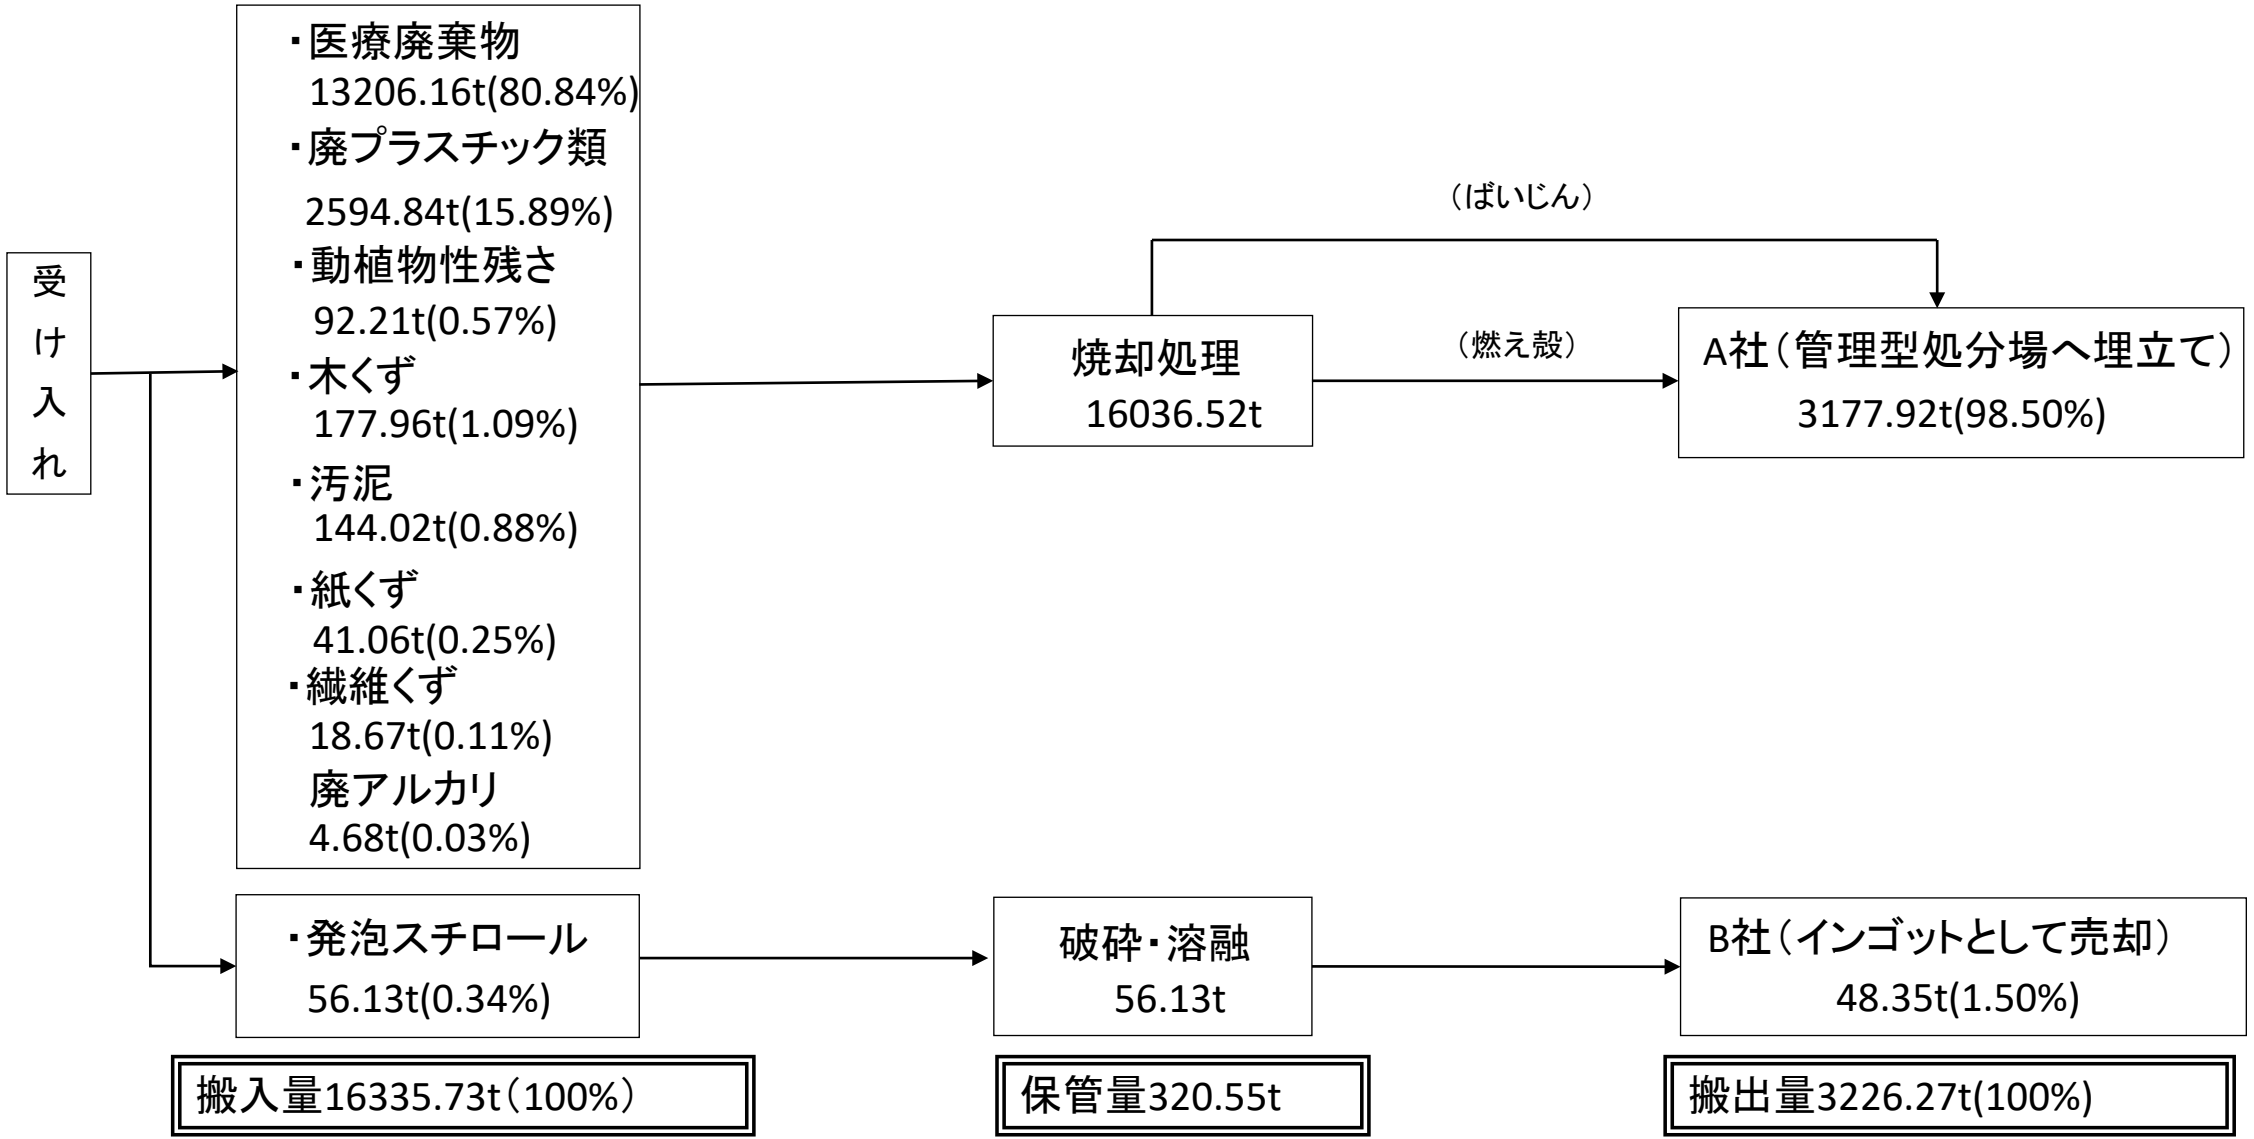 受け入れ
・医療廃棄物
13206.16t(80.84%)
・廃プラスチック類
2594.84t(15.89%)
・動植物性残さ
92.21t(0.57%)
・木くず
177.96t(1.09%)
・汚泥
144.02t(0.88%)
・紙くず
41.06t(0.25%)
・繊維くず
18.67t(0.11%)
廃アルカリ
4.68t(0.03%)
・発泡スチロール
56.13t(0.34%)
搬入量16335.73t（100%）
焼却処理
16036.52t
破砕・溶融
56.13t
保管量320.55t
（ばいじん）
（燃え殻）
A社（管理型処分場へ埋立て）
3177.92t(98.50%)
B社（インゴットとして売却）
48.35t(1.50%)
搬出量3226.27t(100%)